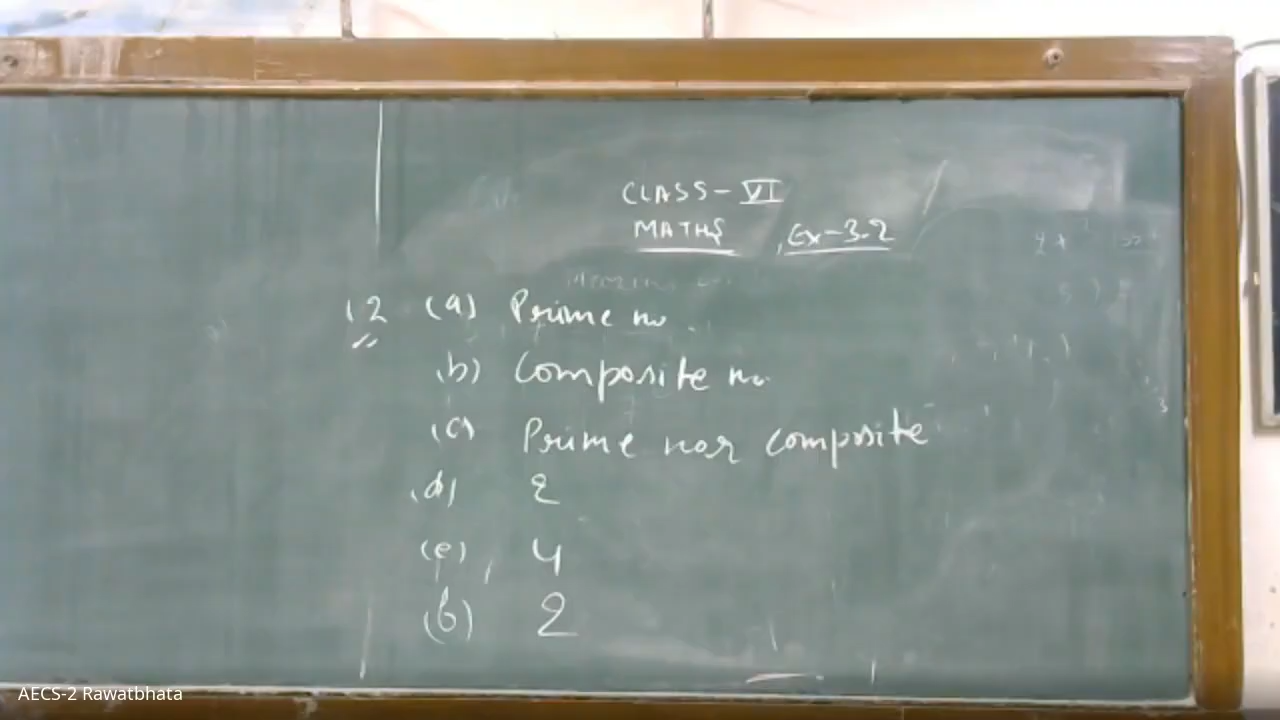 CLASS - VI
MATHS , Ex-3.2
12 (a) Prime no.
(b) Composite no.
(c) Prime nor composite
(d) 2
(e) 4
(f) 2
AECS-2 Rawatbhata